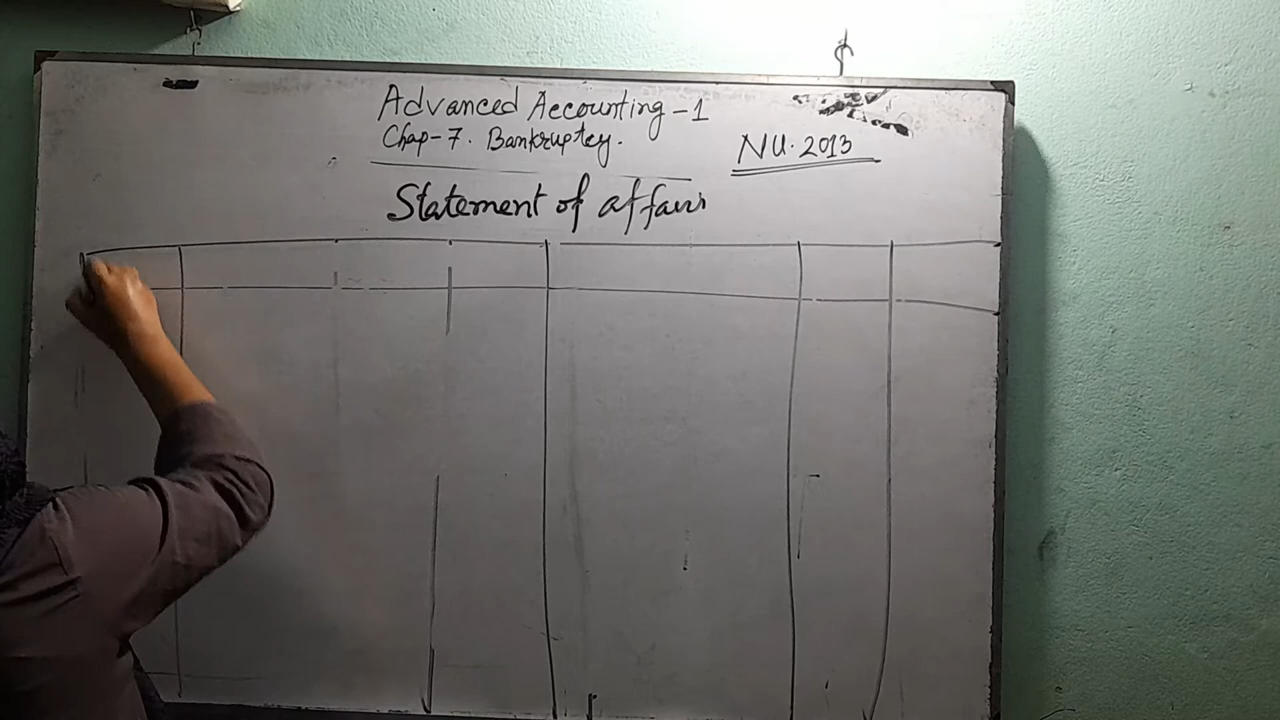 Advanced Accounting-1
Chap-7. Bankruptcy.
NU. 2013
Statement of affairs